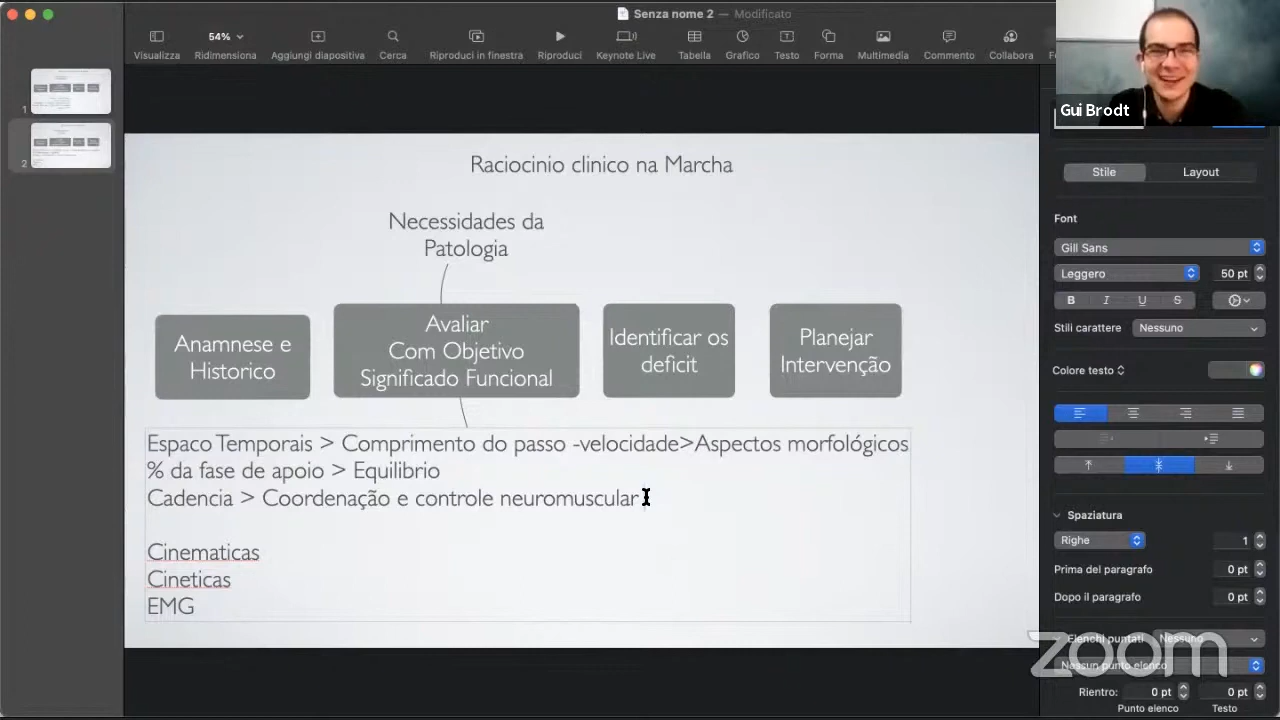 Senza nome 2 — Modificato
54%
Visualizza
Ridimensiona
Aggiungi diapositiva
Cerca
Riproduci in finestra
Riproduci
Keynote Live
Tabella
Grafico
Testo
Forma
Multimedia
Commento
Collabora
Gui Brodt
1
2
Raciocinio clinico na Marcha
Necessidades da
Patologia
Anamnese e
Historico
Avaliar
Com Objetivo
Significado Funcional
Identificar os
deficit
Planejar
Intervenção
Espaco Temporais > Comprimento do passo -velocidade>Aspectos morfológicos
% da fase de apoio > Equilibrio
Cadencia > Coordenação e controle neuromuscular
Cinematicas
Cineticas
EMG
Stile
Layout
Font
Gill Sans
Leggero
50 pt
B I U S
Stili carattere
Nessuno
Colore testo
Spaziatura
Righe
1
Prima del paragrafo
0 pt
Dopo il paragrafo
0 pt
Elenchi puntati
Nessuno
Nessun punto elenco
Rientro:
0 pt
0 pt
Punto elenco
Testo
zoom